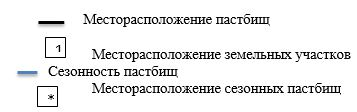 Месторасположение пастбищ
1 Месторасположение земельных участков
Сезонность пастбищ
* Месторасположение сезонных пастбищ